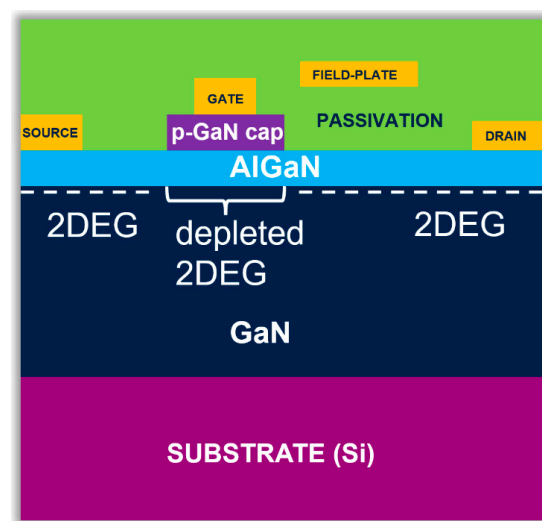 FIELD-PLATE
GATE
PASSIVATION
SOURCE
p-GaN cap
DRAIN
AlGaN
2DEG
depleted
2DEG
2DEG
GaN
SUBSTRATE (Si)